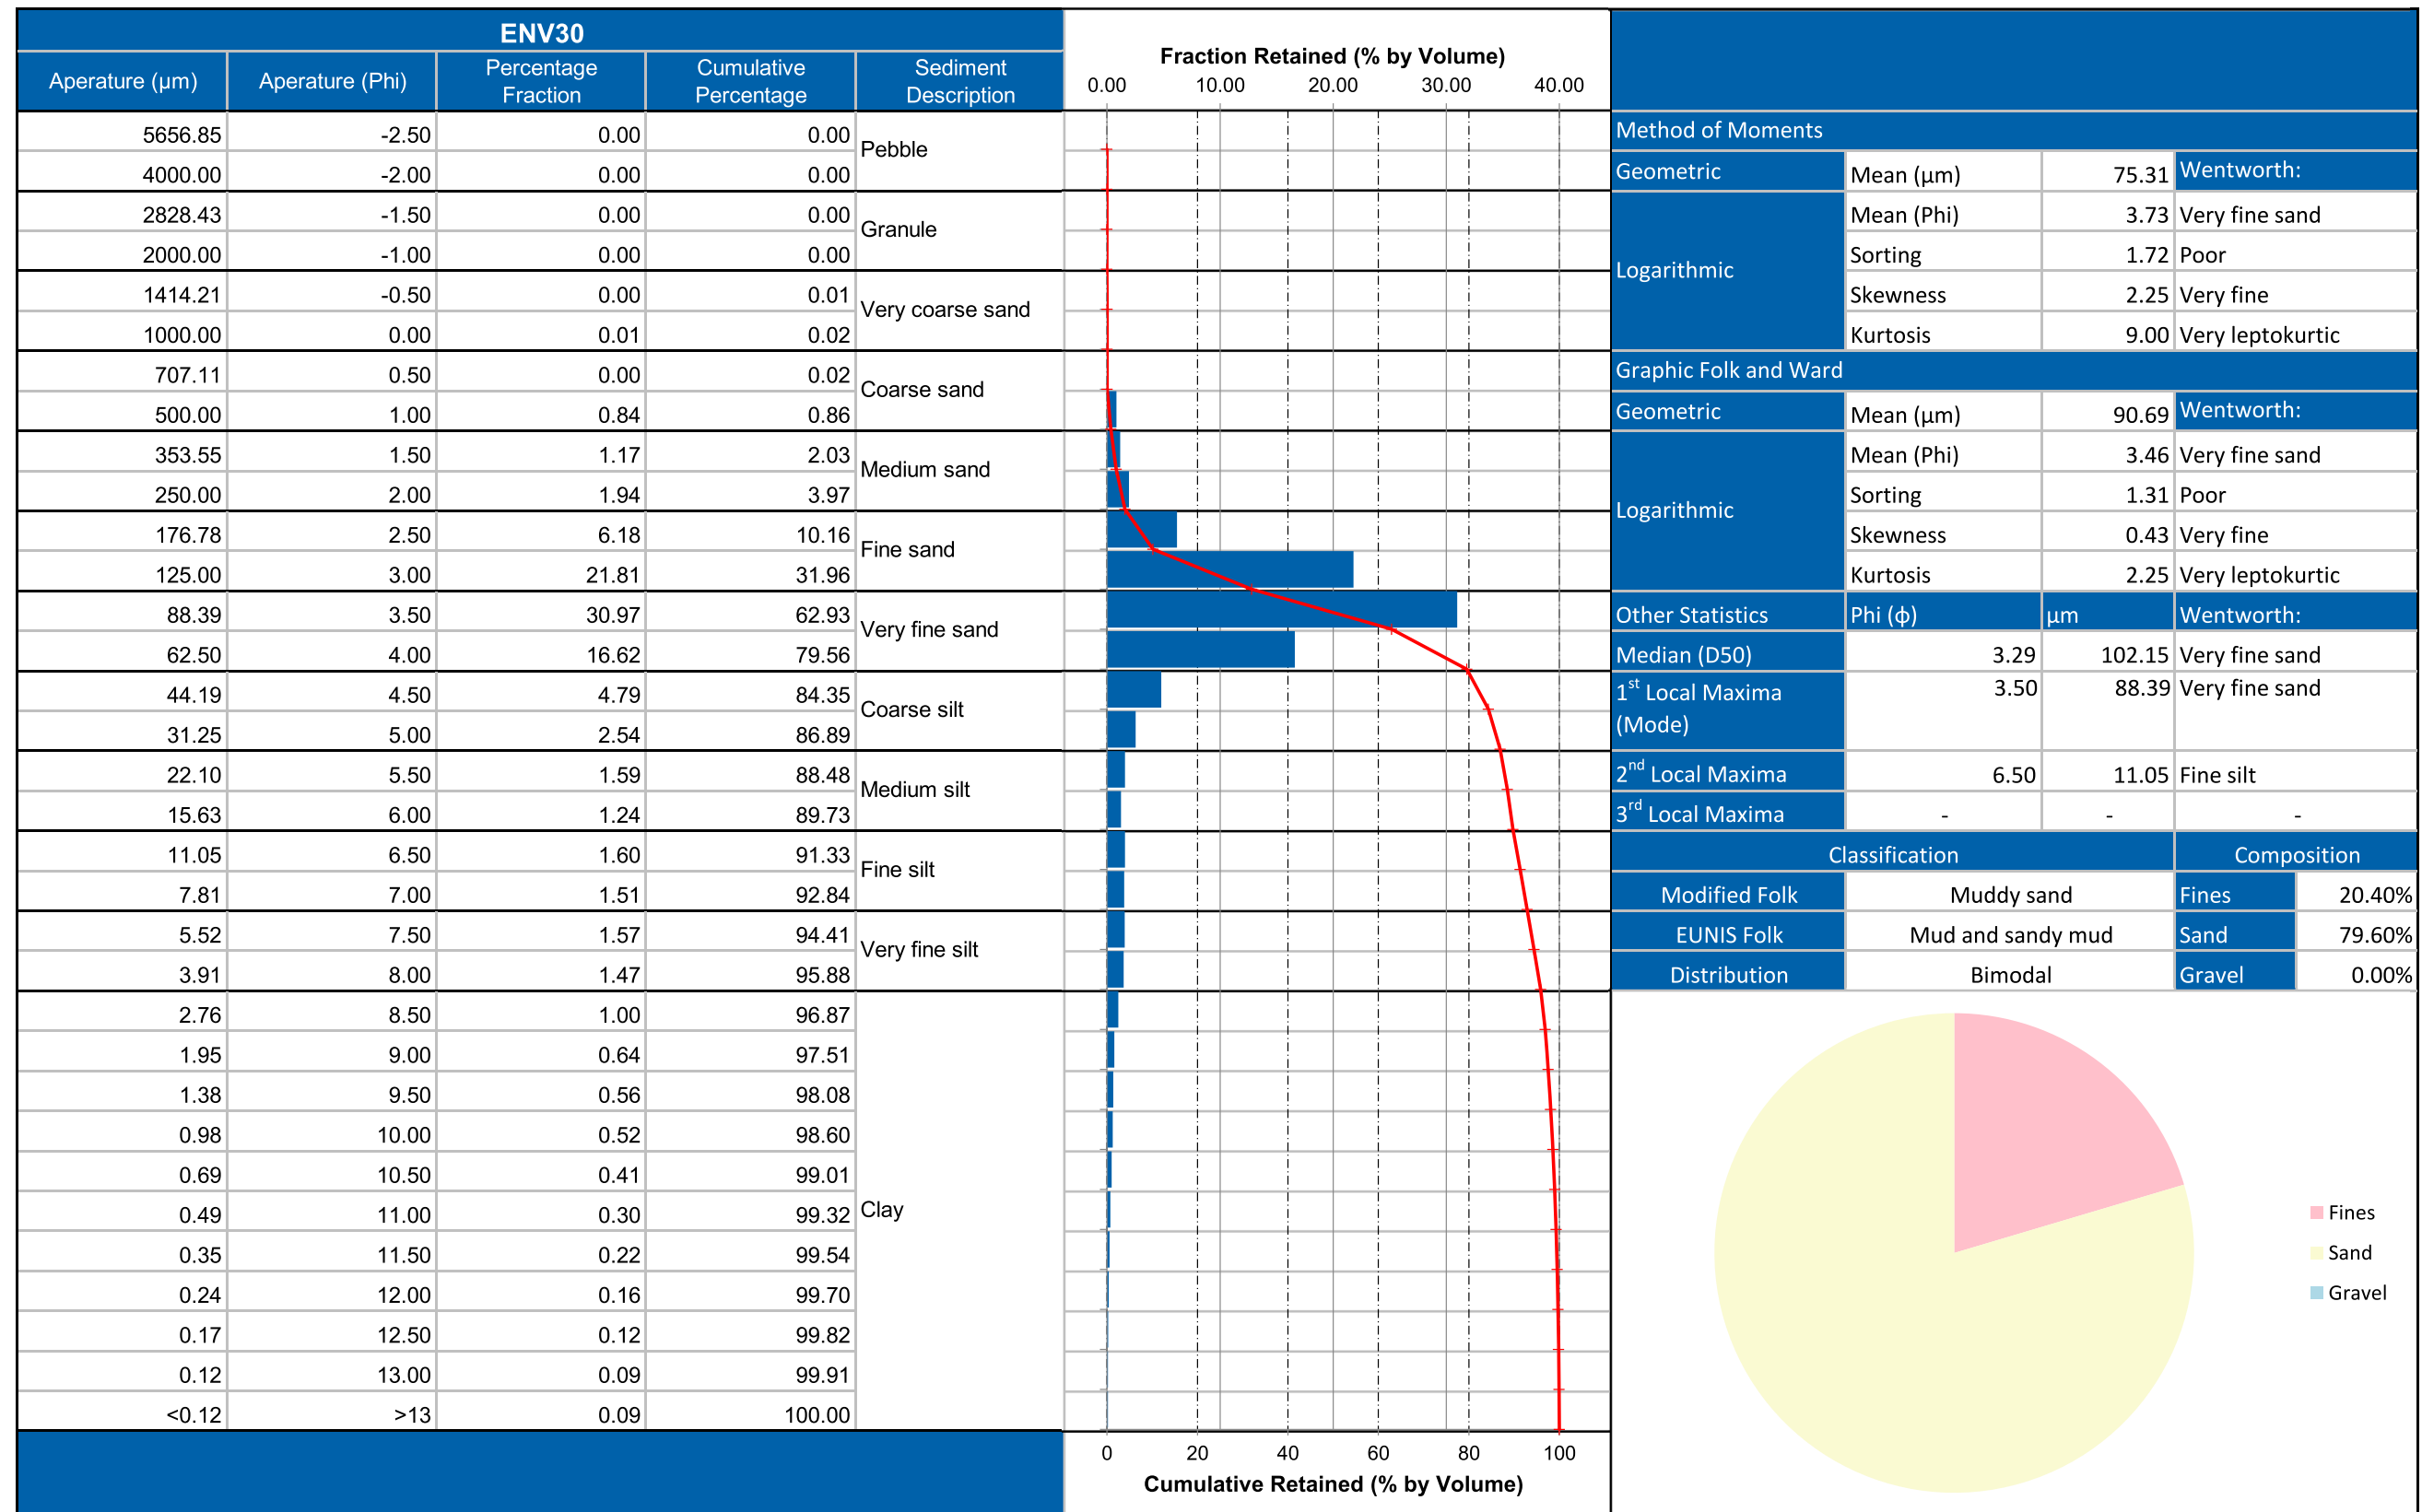 ENV30
Aperature (µm) Aperature (Phi) Percentage Fraction Cumulative Percentage Sediment Description
5656.85 -2.50 0.00 0.00 Pebble
4000.00 -2.00 0.00 0.00
2828.43 -1.50 0.00 0.00 Granule
2000.00 -1.00 0.00 0.00
1414.21 -0.50 0.00 0.01 Very coarse sand
1000.00 0.00 0.01 0.02
707.11 0.50 0.00 0.02 Coarse sand
500.00 1.00 0.84 0.86
353.55 1.50 1.17 2.03 Medium sand
250.00 2.00 1.94 3.97
176.78 2.50 6.18 10.16 Fine sand
125.00 3.00 21.81 31.96
88.39 3.50 30.97 62.93 Very fine sand
62.50 4.00 16.62 79.56
44.19 4.50 4.79 84.35 Coarse silt
31.25 5.00 2.54 86.89
22.10 5.50 1.59 88.48 Medium silt
15.63 6.00 1.24 89.73
11.05 6.50 1.60 91.33 Fine silt
7.81 7.00 1.51 92.84
5.52 7.50 1.57 94.41 Very fine silt
3.91 8.00 1.47 95.88
2.76 8.50 1.00 96.87
1.95 9.00 0.64 97.51
1.38 9.50 0.56 98.08
0.98 10.00 0.52 98.60
0.69 10.50 0.41 99.01
0.49 11.00 0.30 99.32 Clay
0.35 11.50 0.22 99.54
0.24 12.00 0.16 99.70
0.17 12.50 0.12 99.82
0.12 13.00 0.09 99.91
<0.12 >13 0.09 100.00
Fraction Retained (% by Volume)
0.00 10.00 20.00 30.00 40.00
0 20 40 60 80 100
Cumulative Retained (% by Volume)
Method of Moments
Geometric Mean (µm) 75.31 Wentworth:
Logarithmic Mean (Phi) 3.73 Very fine sand
Sorting 1.72 Poor
Skewness 2.25 Very fine
Kurtosis 9.00 Very leptokurtic
Graphic Folk and Ward
Geometric Mean (µm) 90.69 Wentworth:
Logarithmic Mean (Phi) 3.46 Very fine sand
Sorting 1.31 Poor
Skewness 0.43 Very fine
Kurtosis 2.25 Very leptokurtic
Other Statistics Phi (ϕ) µm Wentworth:
Median (D50) 3.29 102.15 Very fine sand
1st Local Maxima (Mode) 3.50 88.39 Very fine sand
2nd Local Maxima 6.50 11.05 Fine silt
3rd Local Maxima - - -
Classification Composition
Modified Folk Muddy sand Fines 20.40%
EUNIS Folk Mud and sandy mud Sand 79.60%
Distribution Bimodal Gravel 0.00%
Fines
Sand
Gravel